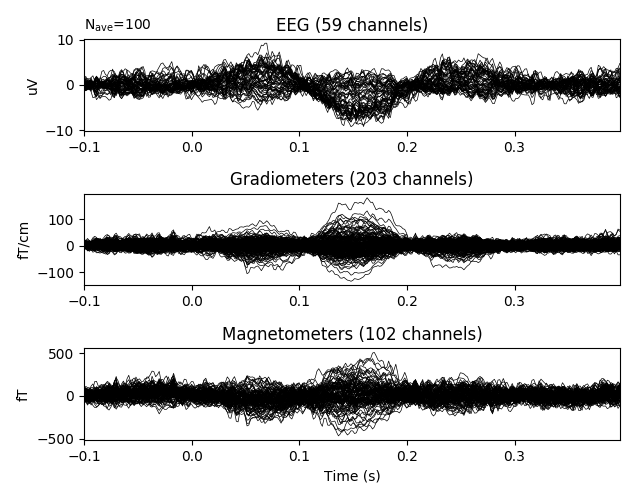 N_ave=100
EEG (59 channels)
10
0
−10
uV
−0.1 0.0 0.1 0.2 0.3
Gradiometers (203 channels)
100
0
−100
fT/cm
−0.1 0.0 0.1 0.2 0.3
Magnetometers (102 channels)
500
0
−500
fT
−0.1 0.0 0.1 0.2 0.3
Time (s)